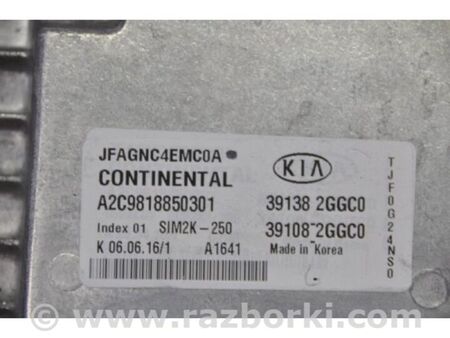 JFAGNC4EMC0A
KIA
CONTINENTAL
A2C9818850301 39138 2GGC0
Index 01 SIM2K-250 39108-2GGC0
K 06.06.16/1 A1641 Made in Korea
TJF0G24NS0
www.razborki.com